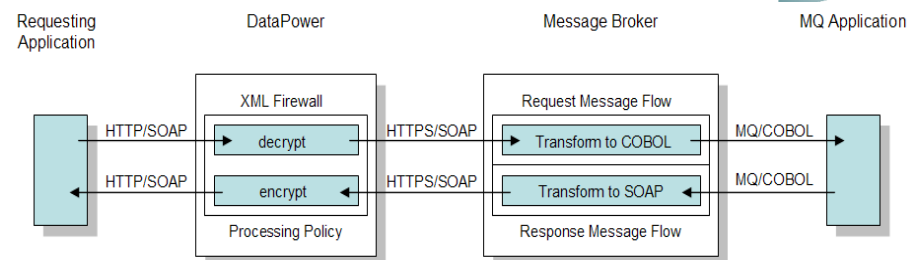 Requesting
Application
DataPower
Message Broker
MQ Application
XML Firewall
Request Message Flow
HTTP/SOAP
decrypt
HTTPS/SOAP
Transform to COBOL
MQ/COBOL
HTTP/SOAP
encrypt
HTTPS/SOAP
Transform to SOAP
MQ/COBOL
Processing Policy
Response Message Flow